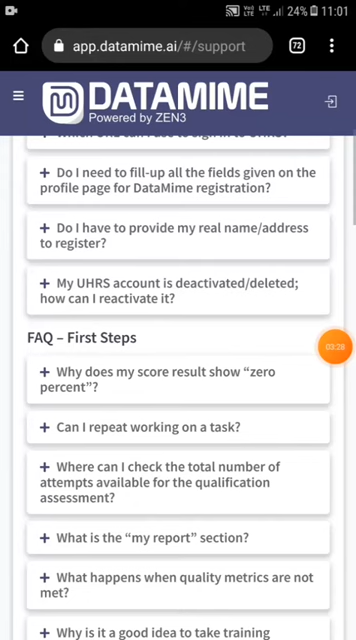 Vo)) LTE LTE 24% 11:01
app.datamime.ai/#/support 72
DATAMIME
Powered by ZEN3
+ Do I need to fill-up all the fields given on the
profile page for DataMime registration?
+ Do I have to provide my real name/address
to register?
+ My UHRS account is deactivated/deleted;
how can I reactivate it?
FAQ – First Steps
03:28
+ Why does my score result show “zero
percent”?
+ Can I repeat working on a task?
+ Where can I check the total number of
attempts available for the qualification
assessment?
+ What is the “my report” section?
+ What happens when quality metrics are not
met?
+ Why is it a good idea to take training